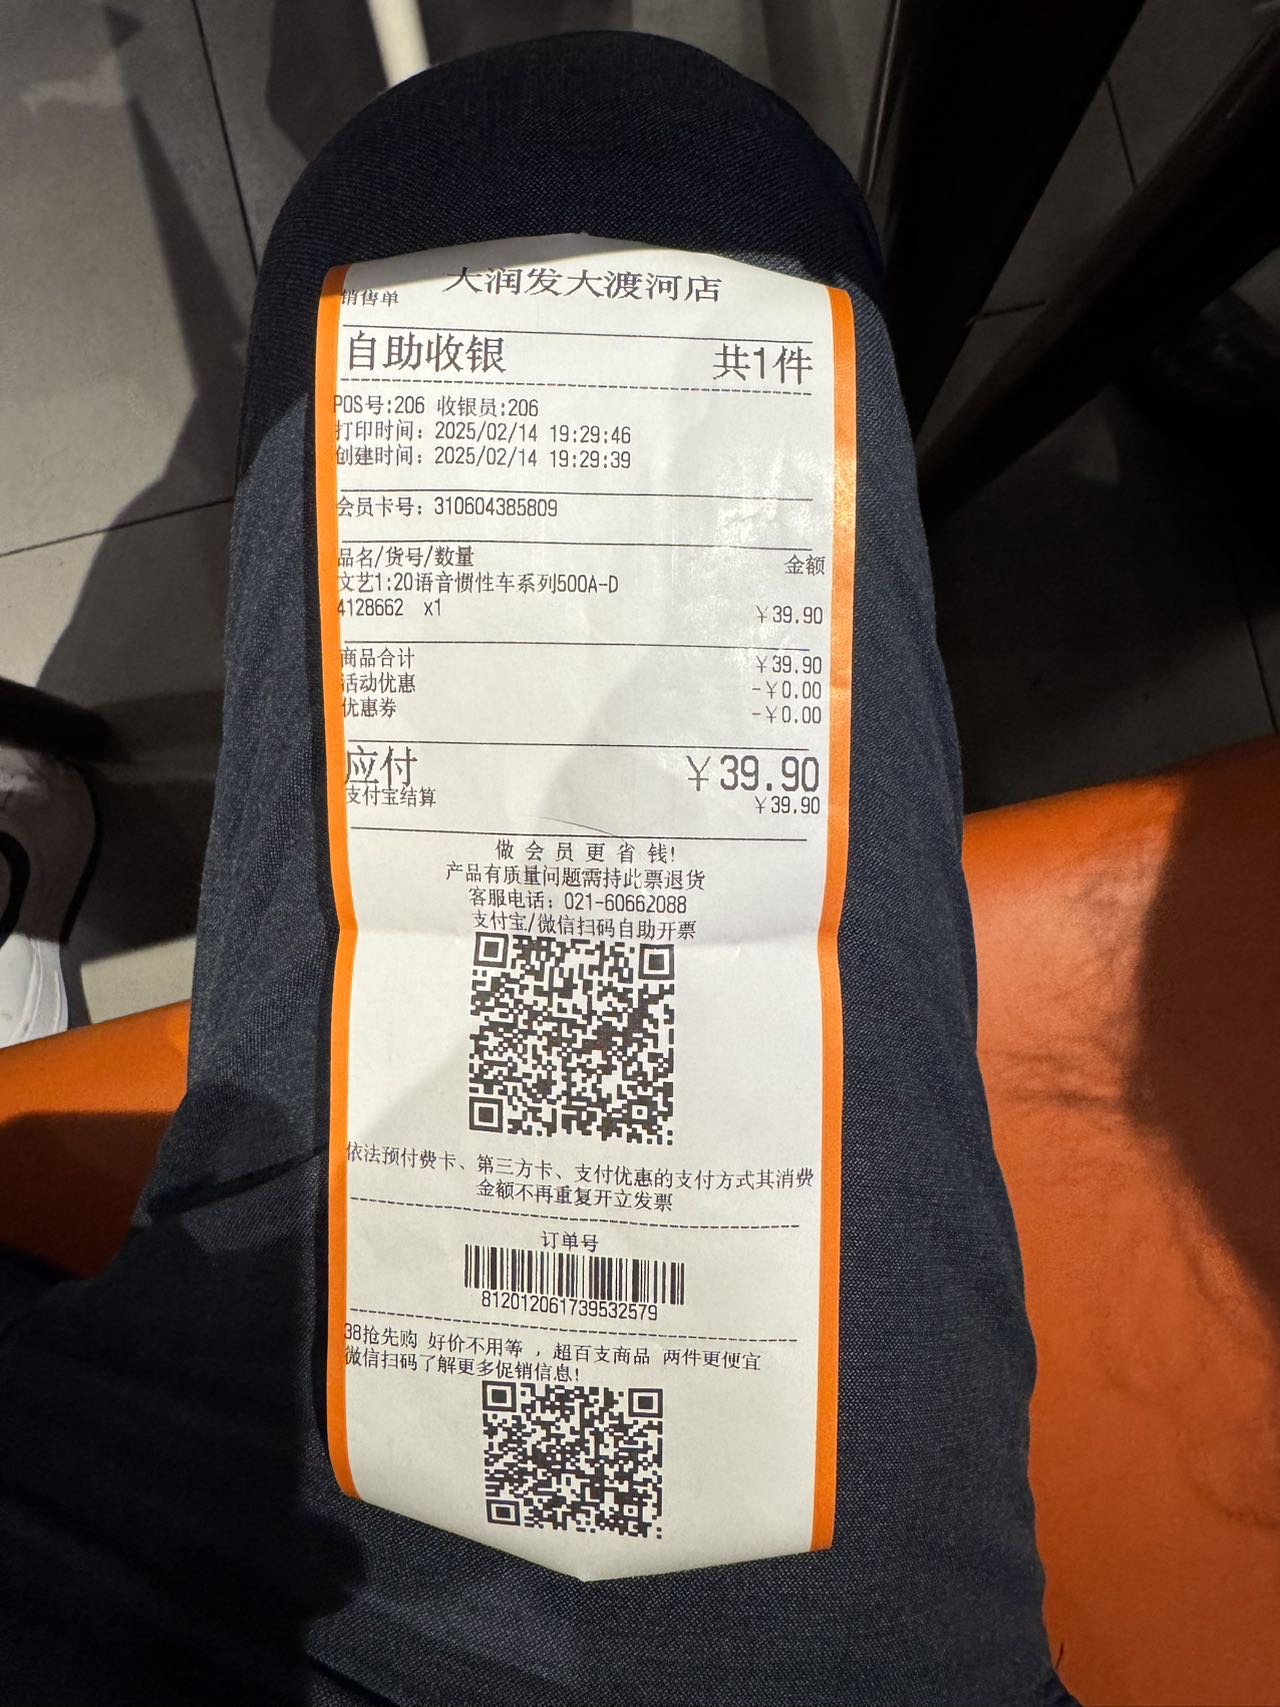 大润发大渡河店
销售单
自助收银 共1件
POS号:206 收银员:206
打印时间: 2025/02/14 19:29:46
创建时间: 2025/02/14 19:29:39
会员卡号: 310604385809
品名/货号/数量 金额
文艺1:20语音惯性车系列500A-D
4128662 x1 ￥39.90
商品合计 ￥39.90
活动优惠 -￥0.00
优惠券 -￥0.00
应付 ￥39.90
支付宝结算 ￥39.90
做 会 员 更 省 钱!
产品有质量问题需持此票退货
客服电话: 021-60662088
支付宝/微信扫码自助开票
依法预付费卡、第三方卡、支付优惠的支付方式其消费
金额不再重复开立发票
订单号
812012061739532579
38抢先购 好价不用等 , 超百支商品 两件更便宜
微信扫码了解更多促销信息!